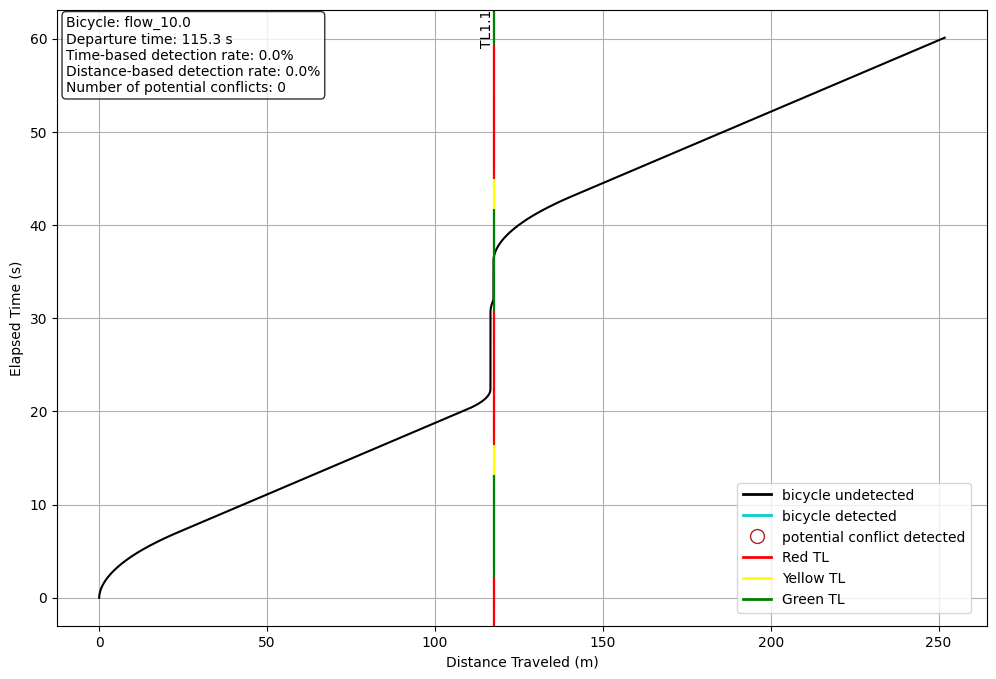 Bicycle: flow_10.0
Departure time: 115.3 s
Time-based detection rate: 0.0%
Distance-based detection rate: 0.0%
Number of potential conflicts: 0
TL1.1
60
50
40
30
20
10
0
Elapsed Time (s)
bicycle undetected
bicycle detected
potential conflict detected
Red TL
Yellow TL
Green TL
0 50 100 150 200 250
Distance Traveled (m)